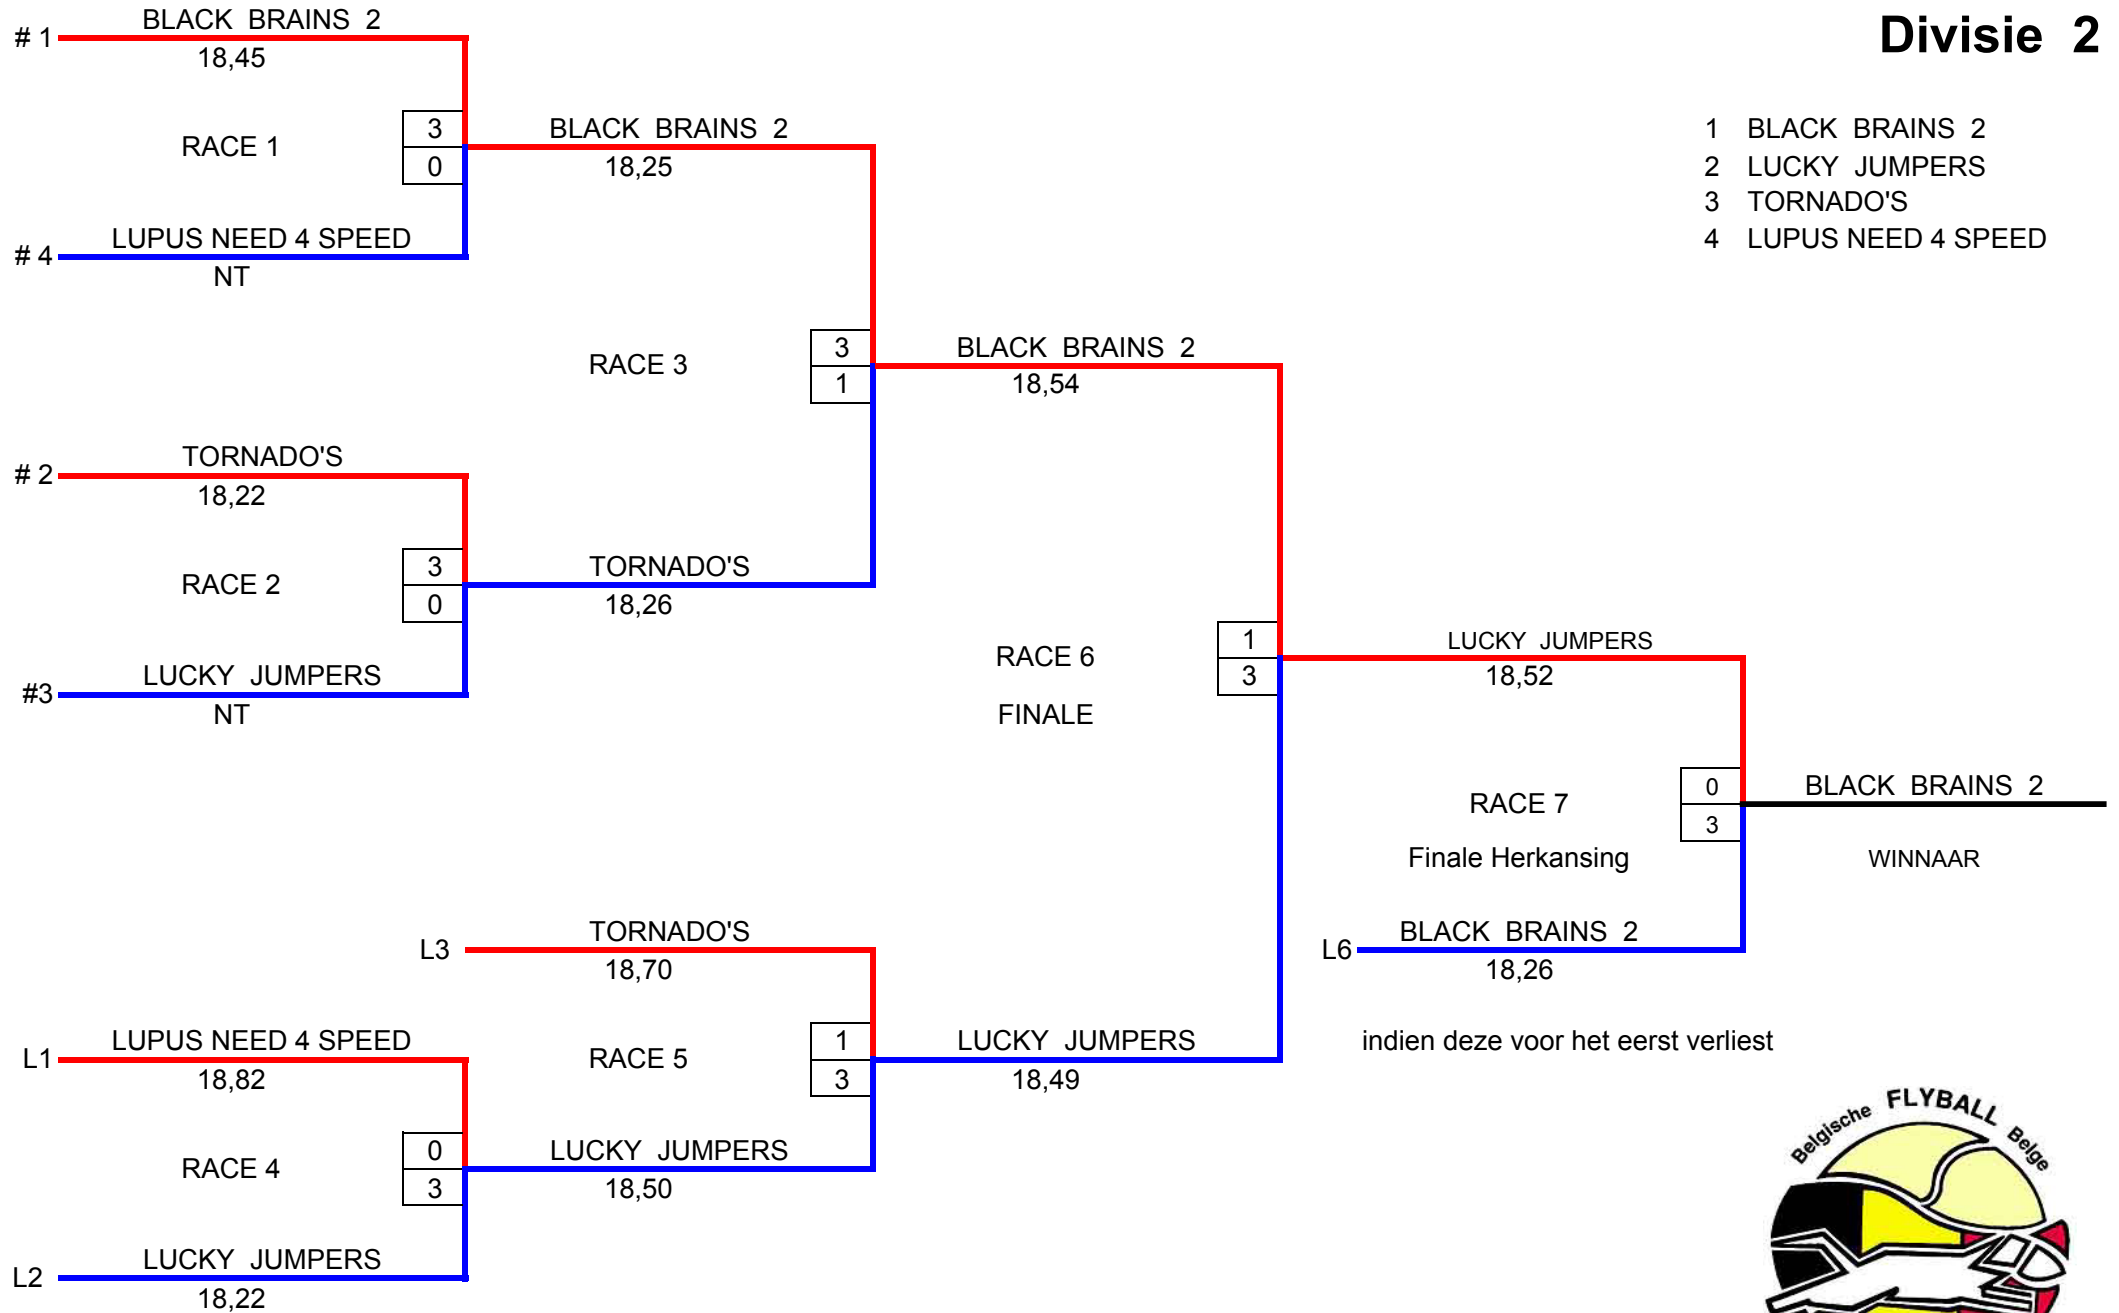 Divisie 2
1 BLACK BRAINS 2
2 LUCKY JUMPERS
3 TORNADO'S
4 LUPUS NEED 4 SPEED
# 1 BLACK BRAINS 2
18,45
RACE 1
3
0
# 4 LUPUS NEED 4 SPEED
NT
BLACK BRAINS 2
18,25
# 2 TORNADO'S
18,22
RACE 2
3
0
#3 LUCKY JUMPERS
NT
TORNADO'S
18,26
RACE 3
3
1
BLACK BRAINS 2
18,54
L1 LUPUS NEED 4 SPEED
18,82
RACE 4
0
3
L2 LUCKY JUMPERS
18,22
L3 TORNADO'S
18,70
RACE 5
1
3
LUCKY JUMPERS
18,50
LUCKY JUMPERS
18,49
RACE 6
FINALE
1
3
LUCKY JUMPERS
18,52
RACE 7
Finale Herkansing
0
3
L6 BLACK BRAINS 2
18,26
indien deze voor het eerst verliest
BLACK BRAINS 2
WINNAAR
Belgische FLYBALL Belge